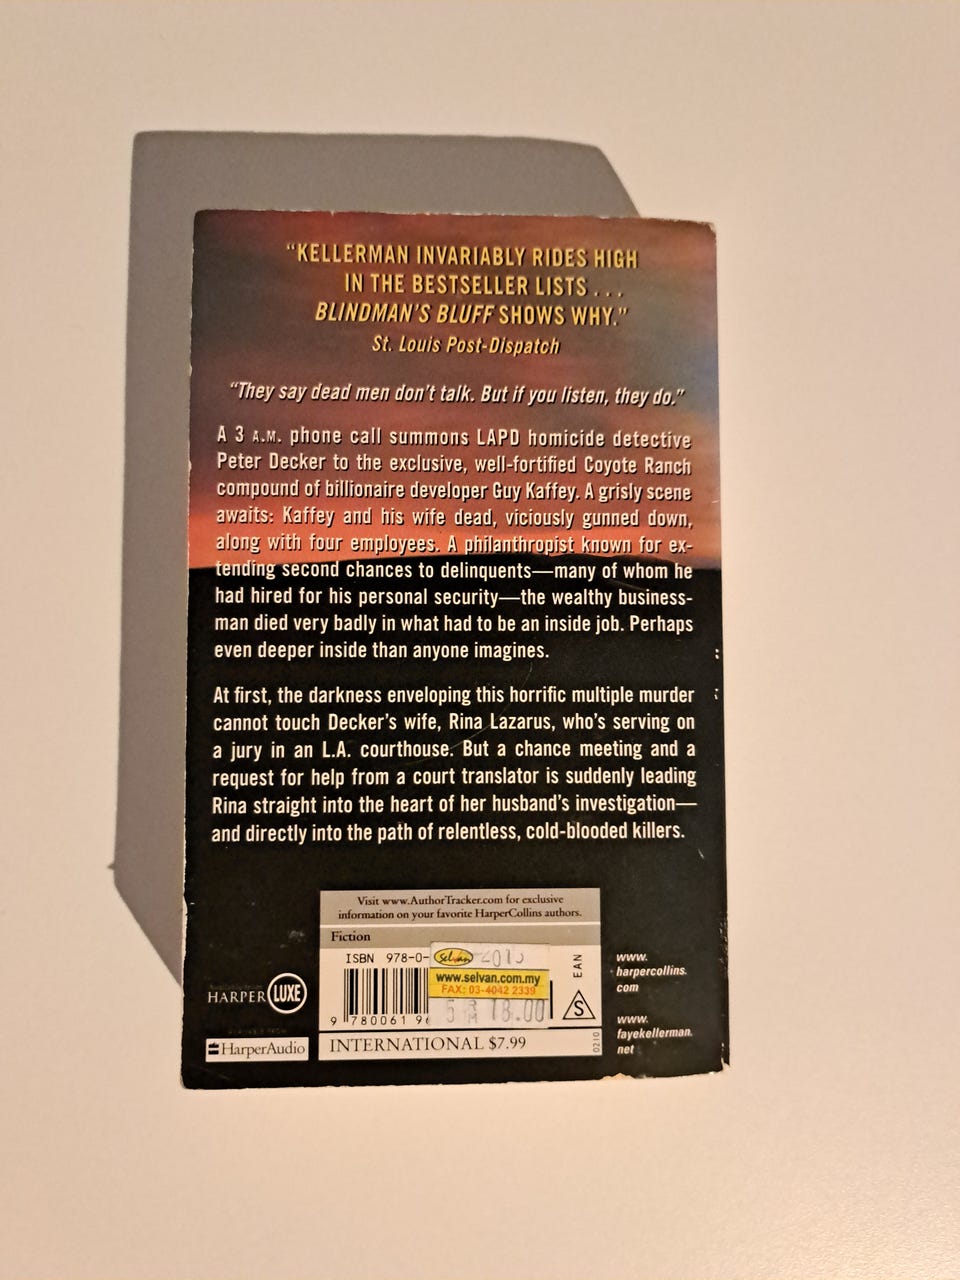 “KELLERMAN INVARIABLY RIDES HIGH
IN THE BESTSELLER LISTS . . .
BLINDMAN’S BLUFF SHOWS WHY.”
St. Louis Post-Dispatch
“They say dead men don’t talk. But if you listen, they do.”
A 3 A.M. phone call summons LAPD homicide detective
Peter Decker to the exclusive, well-fortified Coyote Ranch
compound of billionaire developer Guy Kaffey. A grisly scene
awaits: Kaffey and his wife dead, viciously gunned down,
along with four employees. A philanthropist known for ex-
tending second chances to delinquents—many of whom he
had hired for his personal security—the wealthy business-
man died very badly in what had to be an inside job. Perhaps
even deeper inside than anyone imagines.
At first, the darkness enveloping this horrific multiple murder
cannot touch Decker’s wife, Rina Lazarus, who’s serving on
a jury in an L.A. courthouse. But a chance meeting and a
request for help from a court translator is suddenly leading
Rina straight into the heart of her husband’s investigation—
and directly into the path of relentless, cold-blooded killers.
Visit www.AuthorTracker.com for exclusive
information on your favorite HarperCollins authors.
Fiction
ISBN 978-0-
selvan
www.selvan.com.my
FAX: 03-4042 2339
18.00
EAN
S
9 780061 96
INTERNATIONAL $7.99
0210
HARPER LUXE
AVAILABLE FROM
HarperAudio
www.
harpercollins.
com
www.
fayekellerman.
net